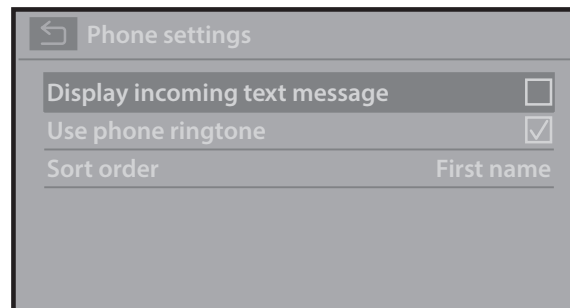 Phone settings
Display incoming text message
Use phone ringtone
Sort order First name